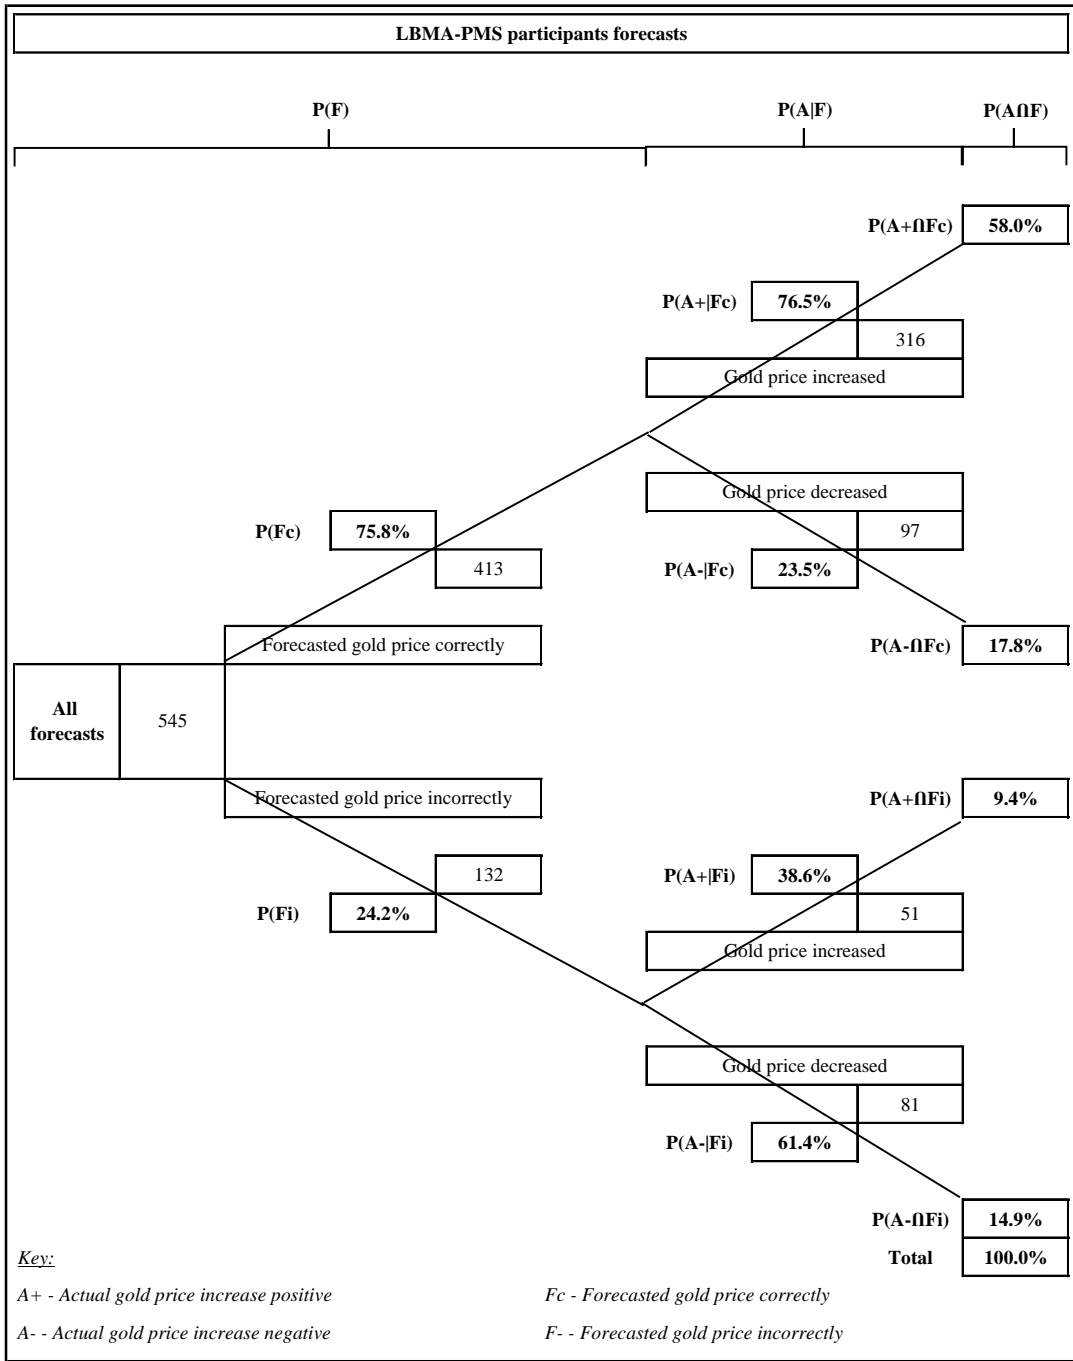 LBMA-PMS participants forecasts
P(F) P(A|F) P(A∩F)
P(A+∩Fc) 58.0%
P(A+|Fc) 76.5%
316
Gold price increased
Gold price decreased
P(Fc) 75.8% 97
413 P(A-|Fc) 23.5%
Forecasted gold price correctly P(A-∩Fc) 17.8%
All
forecasts
545
Forecasted gold price incorrectly P(A+∩Fi) 9.4%
132 P(A+|Fi) 38.6%
P(Fi) 24.2% 51
Gold price increased
Gold price decreased
81
P(A-|Fi) 61.4%
P(A-∩Fi) 14.9%
Key: Total 100.0%
A+ - Actual gold price increase positive Fc - Forecasted gold price correctly
A- - Actual gold price increase negative F- - Forecasted gold price incorrectly